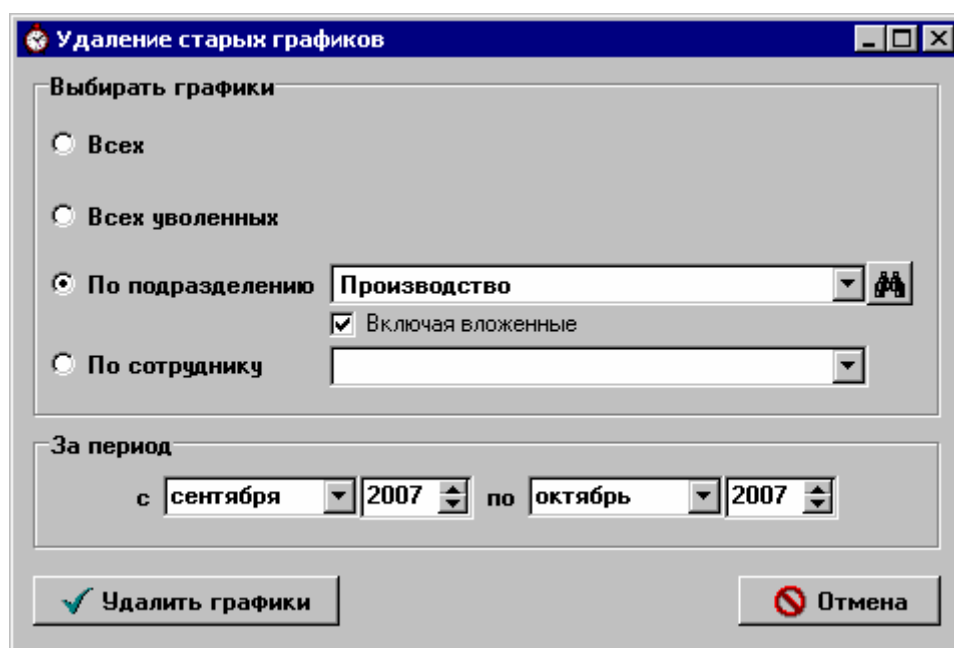 Удаление старых графиков
Выбирать графики
Всех
Всех уволенных
По подразделению Производство
Включая вложенные
По сотруднику
За период
с сентября 2007 по октябрь 2007
Удалить графики Отмена